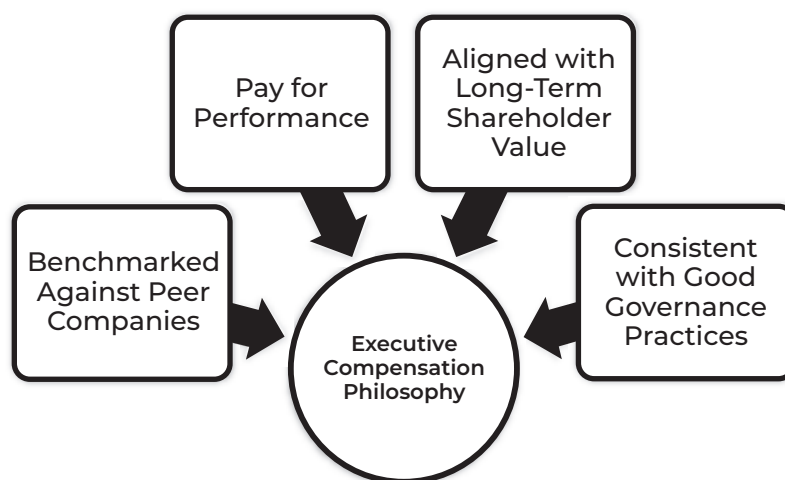 Pay for
Performance
Aligned with
Long-Term
Shareholder
Value
Benchmarked
Against Peer
Companies
Consistent
with Good
Governance
Practices
Executive
Compensation
Philosophy